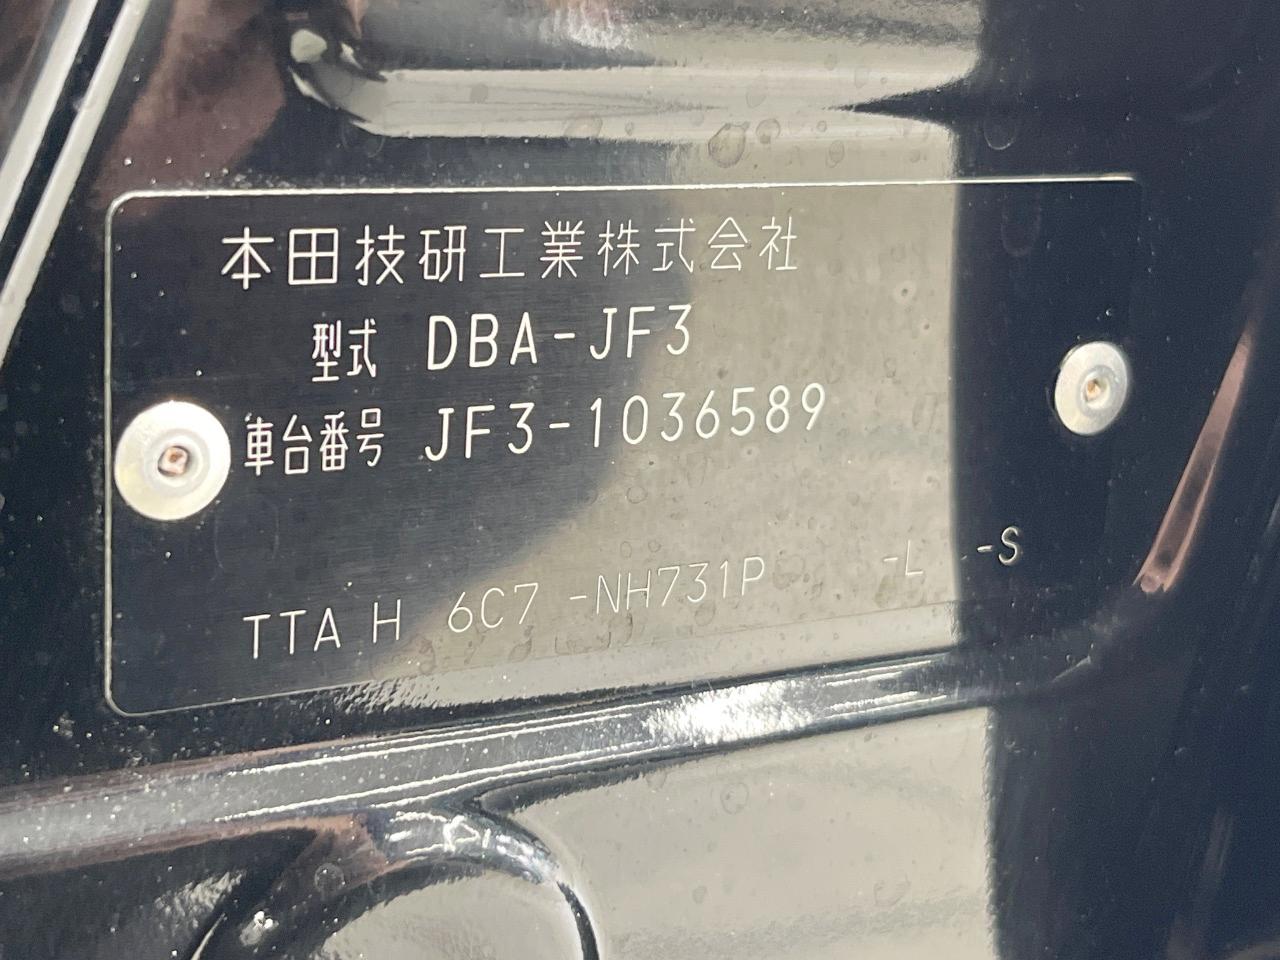 本田技研工業株式会社
型式 DBA-JF3
車台番号 JF3-1036589
TTA H 6C7 -NH731P -L -S